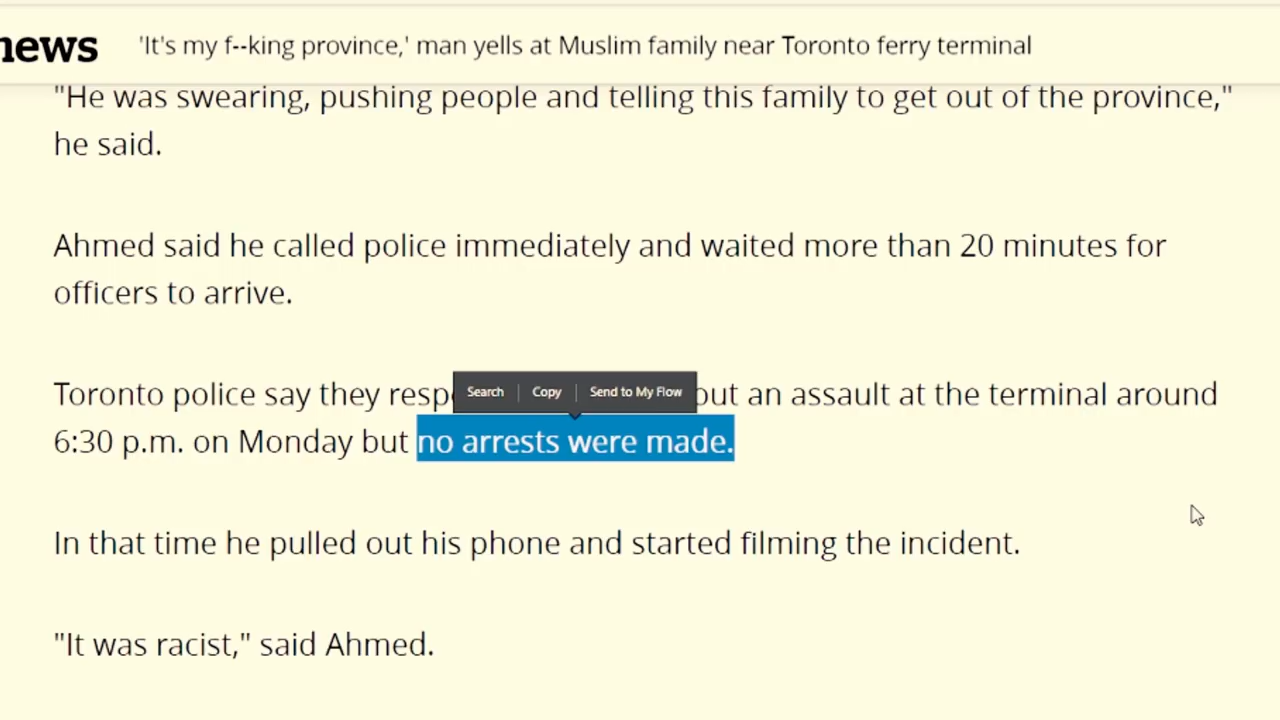 news 'It's my f--king province,' man yells at Muslim family near Toronto ferry terminal
"He was swearing, pushing people and telling this family to get out of the province,"
he said.
Ahmed said he called police immediately and waited more than 20 minutes for
officers to arrive.
Search Copy Send to My Flow
Toronto police say they resp out an assault at the terminal around
6:30 p.m. on Monday but no arrests were made.
In that time he pulled out his phone and started filming the incident.
"It was racist," said Ahmed.